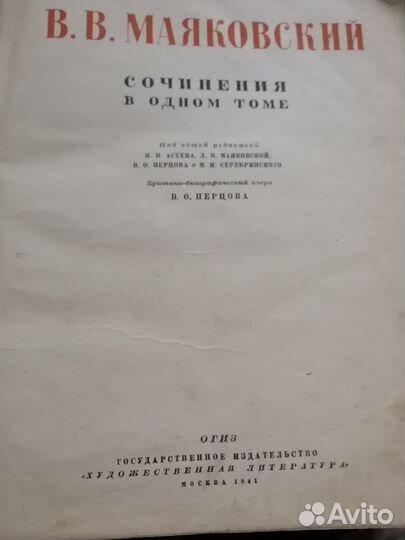 В. В. МАЯКОВСКИЙ
СОЧИНЕНИЯ
В ОДНОМ ТОМЕ
Под общей редакцией
Н. Н. АСЕЕВА, Л. В. МАЯКОВСКОЙ,
В. О. ПЕРЦОВА и М. И. СЕРЕБРЯНСКОГО
Критико-биографический очерк
В. О. ПЕРЦОВА
ОГИЗ
ГОСУДАРСТВЕННОЕ ИЗДАТЕЛЬСТВО
«ХУДОЖЕСТВЕННАЯ ЛИТЕРАТУРА»
МОСКВА 1941
Avito